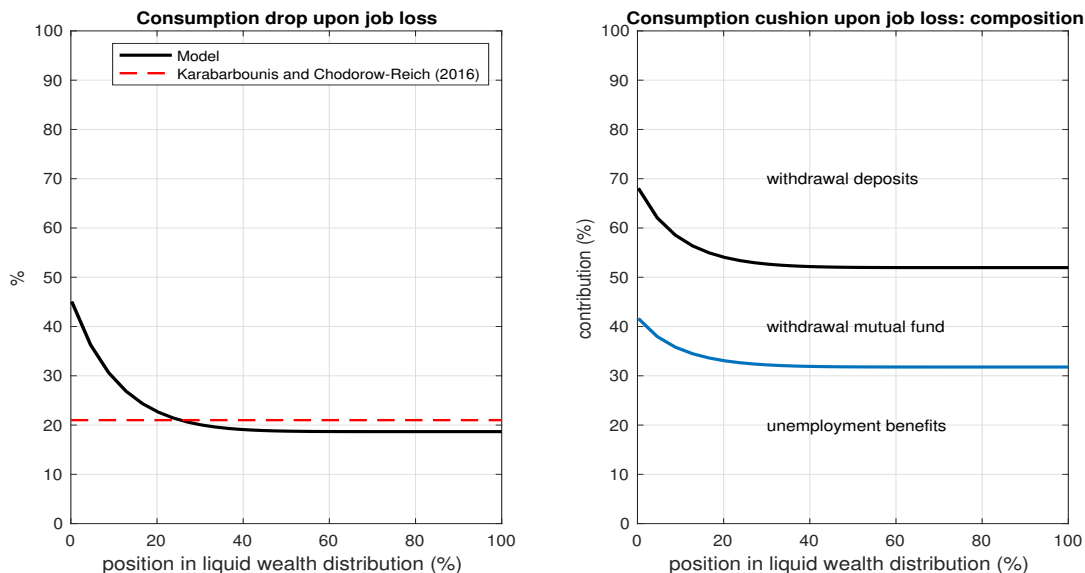 Consumption drop upon job loss
100
90
80
70
60
50
40
30
20
10
0
%
Model
Karabarbounis and Chodorow-Reich (2016)
0 20 40 60 80 100
position in liquid wealth distribution (%)
Consumption cushion upon job loss: composition
100
90
80
70
60
50
40
30
20
10
0
contribution (%)
withdrawal deposits
withdrawal mutual fund
unemployment benefits
0 20 40 60 80 100
position in liquid wealth distribution (%)